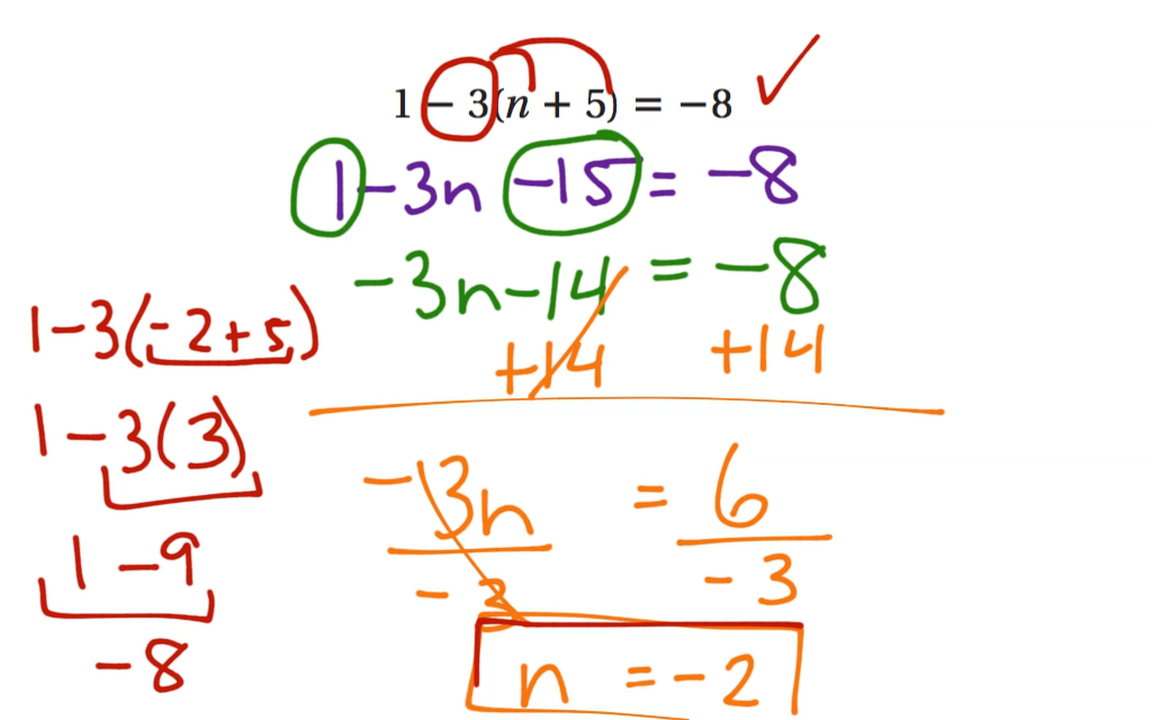 1 − 3(n + 5) = −8
1 − 3n − 15 = −8
−3n − 14 = −8
+14 +14
−3n = 6
−3 −3
n = −2
1 − 3(−2 + 5)
1 − 3(3)
1 − 9
−8